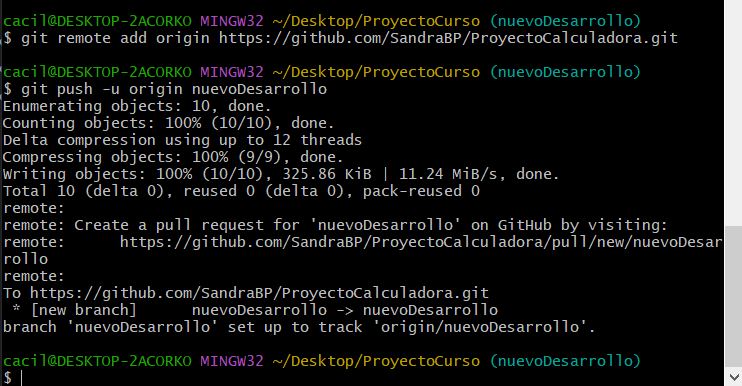 cacil@DESKTOP-2ACORKO MINGW32 ~/Desktop/ProyectoCurso (nuevoDesarrollo)
$ git remote add origin https://github.com/SandraBP/ProyectoCalculadora.git
cacil@DESKTOP-2ACORKO MINGW32 ~/Desktop/ProyectoCurso (nuevoDesarrollo)
$ git push -u origin nuevoDesarrollo
Enumerating objects: 10, done.
Counting objects: 100% (10/10), done.
Delta compression using up to 12 threads
Compressing objects: 100% (9/9), done.
Writing objects: 100% (10/10), 325.86 KiB | 11.24 MiB/s, done.
Total 10 (delta 0), reused 0 (delta 0), pack-reused 0
remote:
remote: Create a pull request for 'nuevoDesarrollo' on GitHub by visiting:
remote:      https://github.com/SandraBP/ProyectoCalculadora/pull/new/nuevoDesar
rollo
remote:
To https://github.com/SandraBP/ProyectoCalculadora.git
 * [new branch]      nuevoDesarrollo -> nuevoDesarrollo
branch 'nuevoDesarrollo' set up to track 'origin/nuevoDesarrollo'.
cacil@DESKTOP-2ACORKO MINGW32 ~/Desktop/ProyectoCurso (nuevoDesarrollo)
$